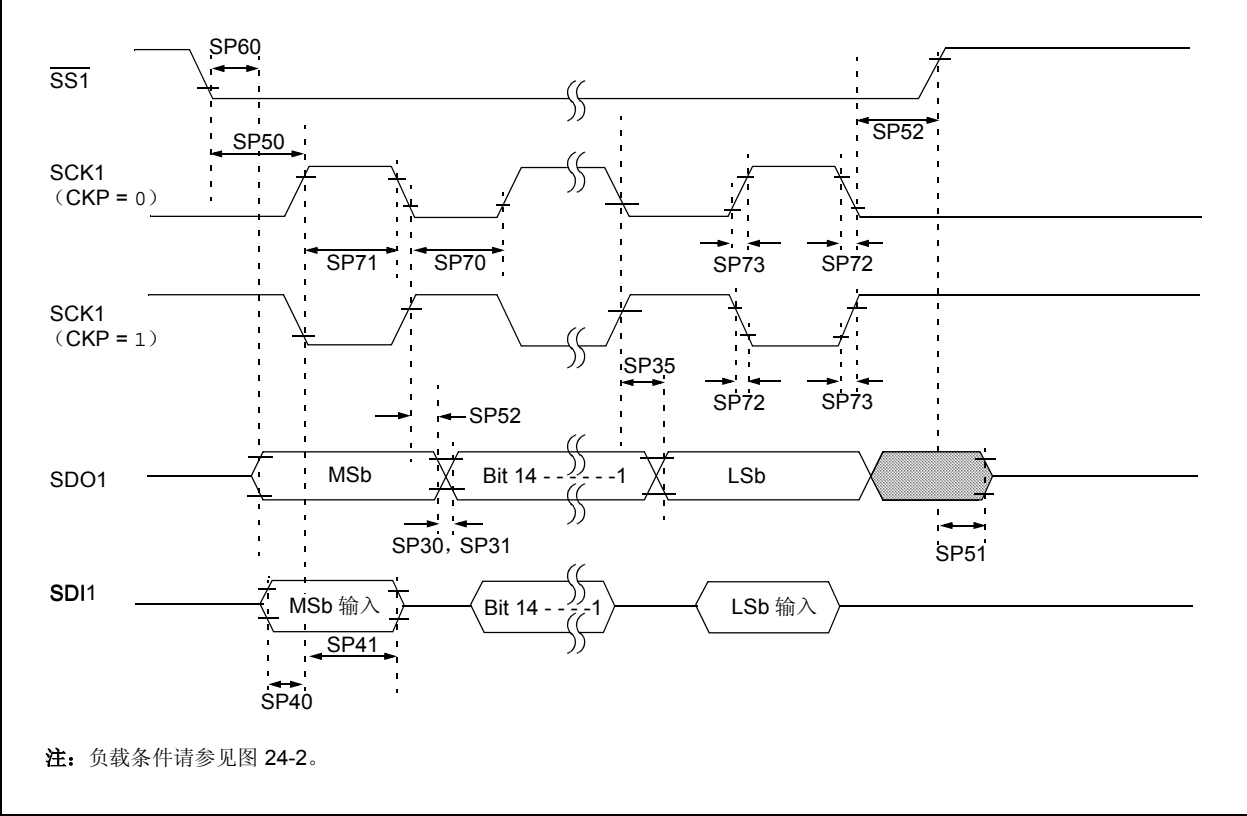 SP60
SS1
SP52
SP50
SCK1
（CKP = 0）
SP71
SP70
SP73
SP72
SCK1
（CKP = 1）
SP35
SP72
SP73
SP52
SDO1
MSb
Bit 14 - - - - - -1
LSb
SP30，SP31
SP51
SDI1
MSb 输入
Bit 14 - - - -1
LSb 输入
SP41
SP40
注：负载条件请参见图 24-2。